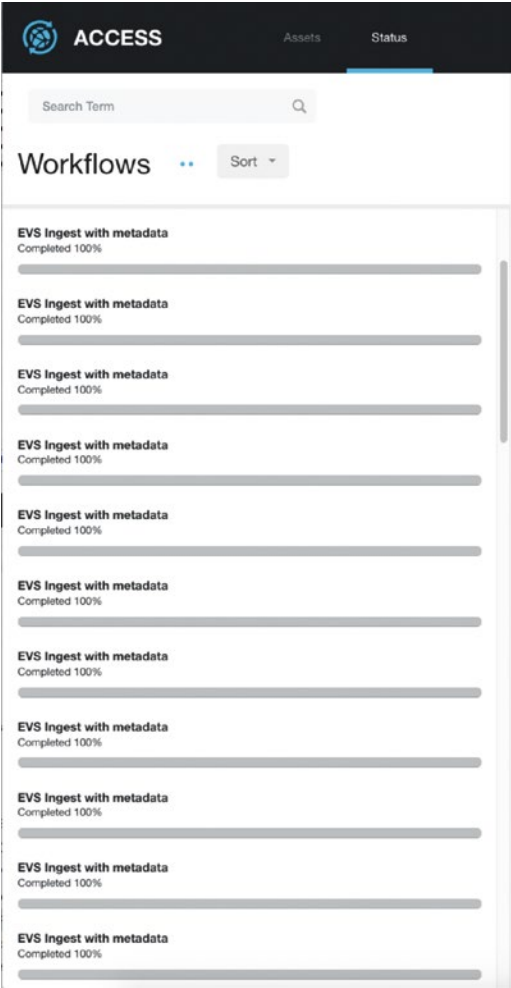 ACCESS
Assets
Status
Search Term
Workflows
Sort
EVS Ingest with metadata
Completed 100%
EVS Ingest with metadata
Completed 100%
EVS Ingest with metadata
Completed 100%
EVS Ingest with metadata
Completed 100%
EVS Ingest with metadata
Completed 100%
EVS Ingest with metadata
Completed 100%
EVS Ingest with metadata
Completed 100%
EVS Ingest with metadata
Completed 100%
EVS Ingest with metadata
Completed 100%
EVS Ingest with metadata
Completed 100%
EVS Ingest with metadata
Completed 100%